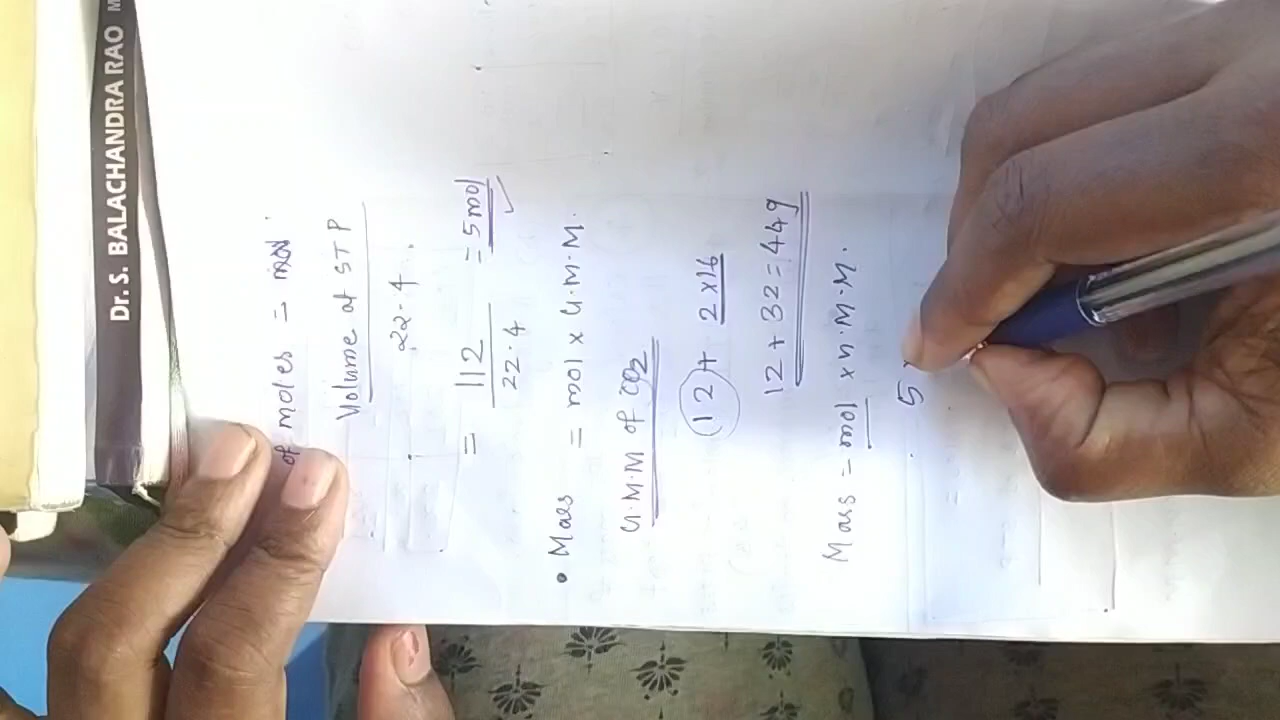 Dr. S. BALACHANDRA RAO M
of moles = mol
Volume at STP
22.4
= 112 = 5 mol
22.4
• Mass = mol x G.M.M.
G.M.M of CO2
12 + 2 x 16
12 + 32 = 44g
Mass = mol x G.M.M.
5